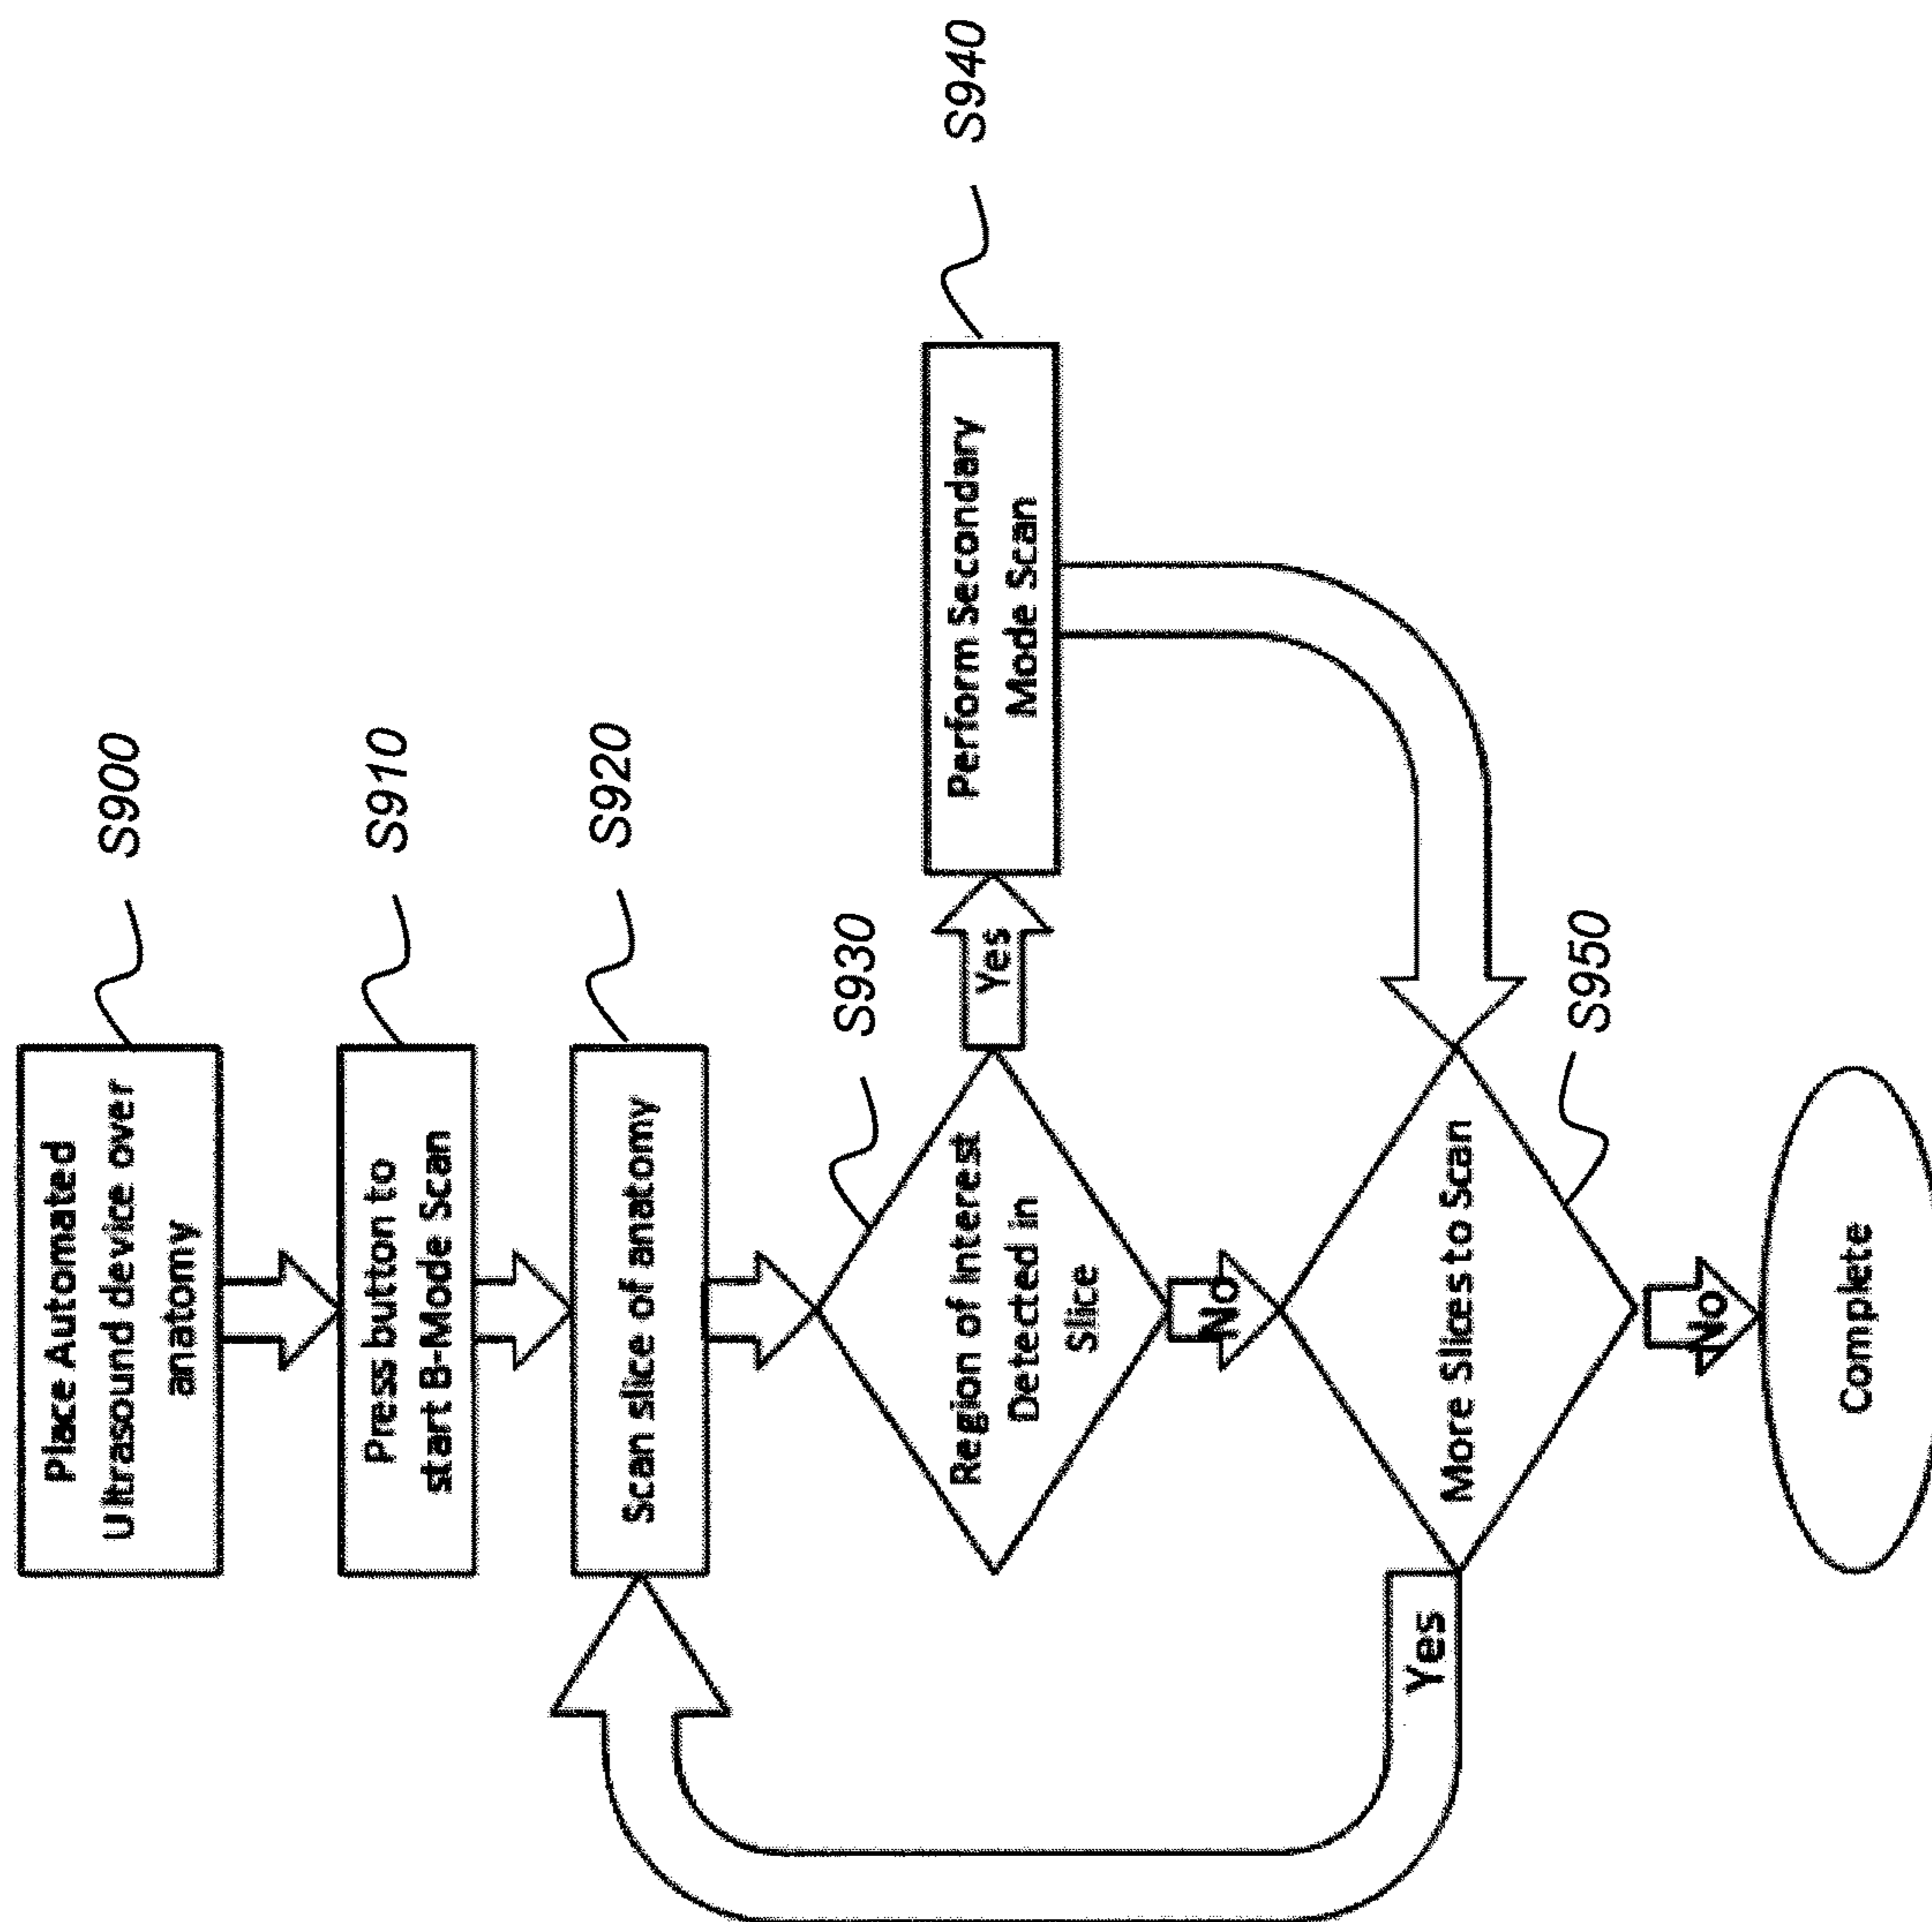 Place Automated
Ultrasound device over
anatomy
S900
Press button to
start B-Mode Scan
S910
Scan slice of anatomy
S920
Region of Interest
Detected in
Slice
S930
Yes
Perform Secondary
Mode Scan
S940
No
More Slices to Scan
S950
Yes
No
Complete